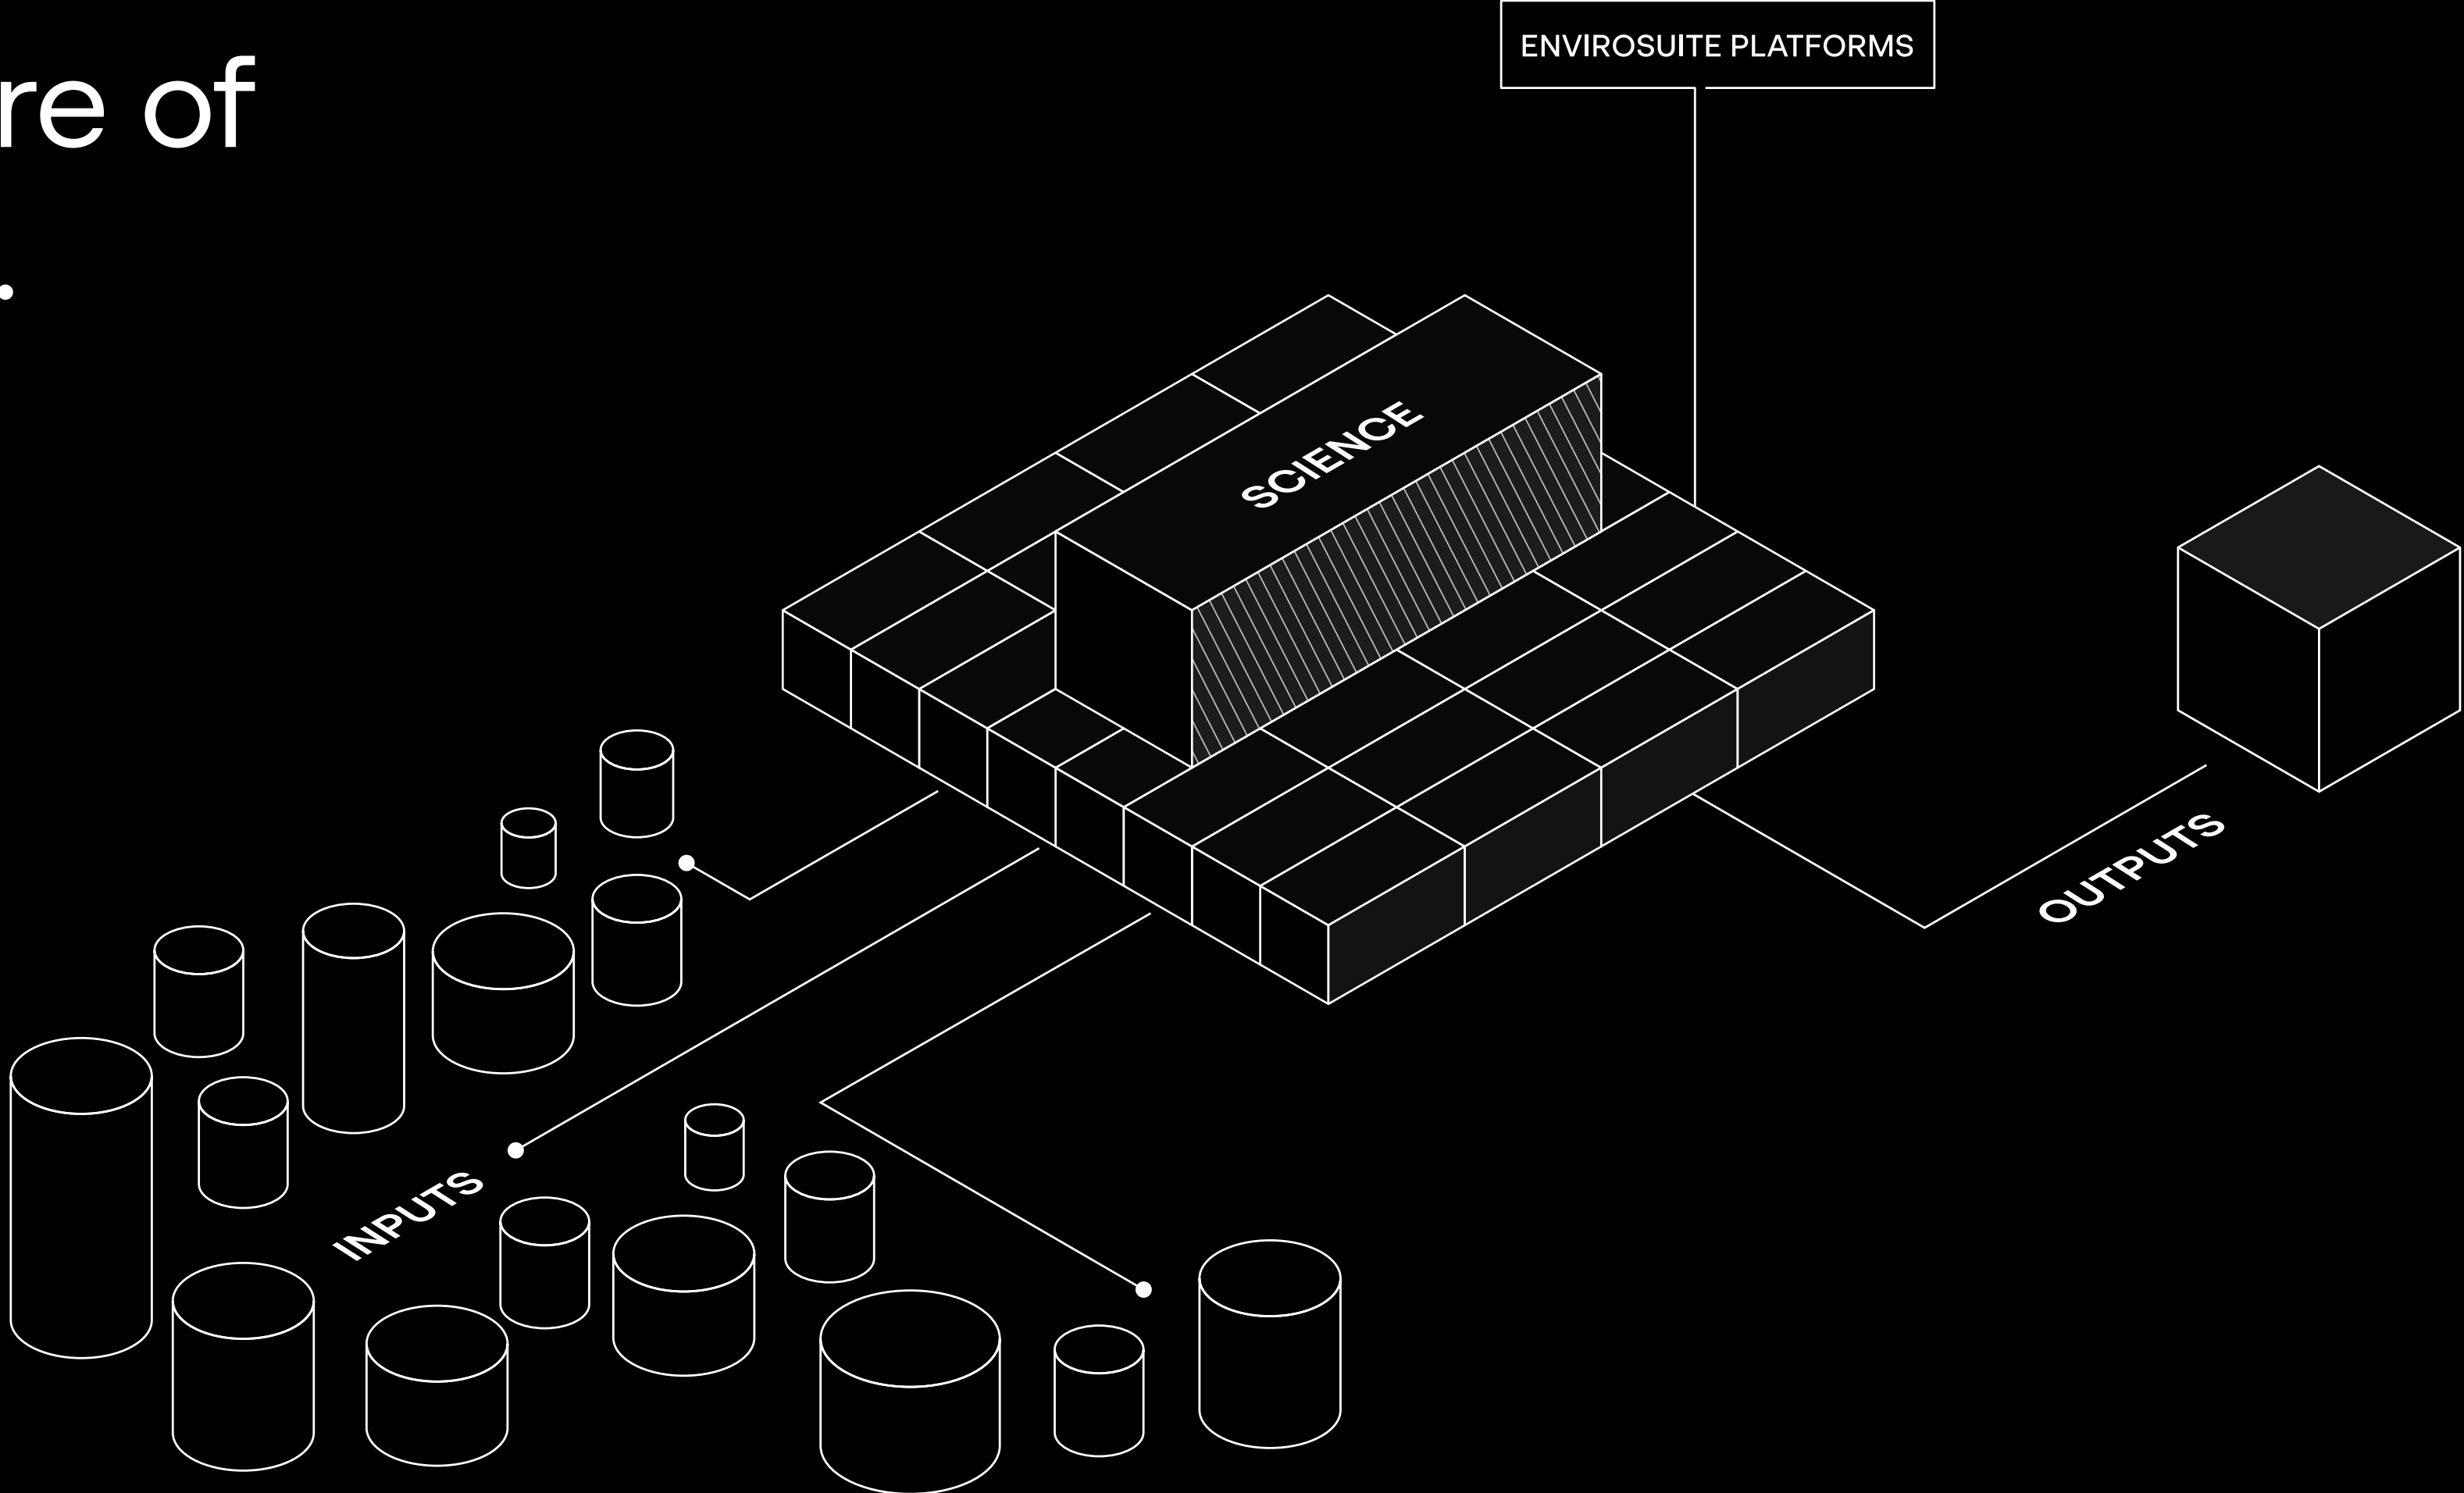 re of
ENVIROSUITE PLATFORMS
SCIENCE
OUTPUTS
INPUTS